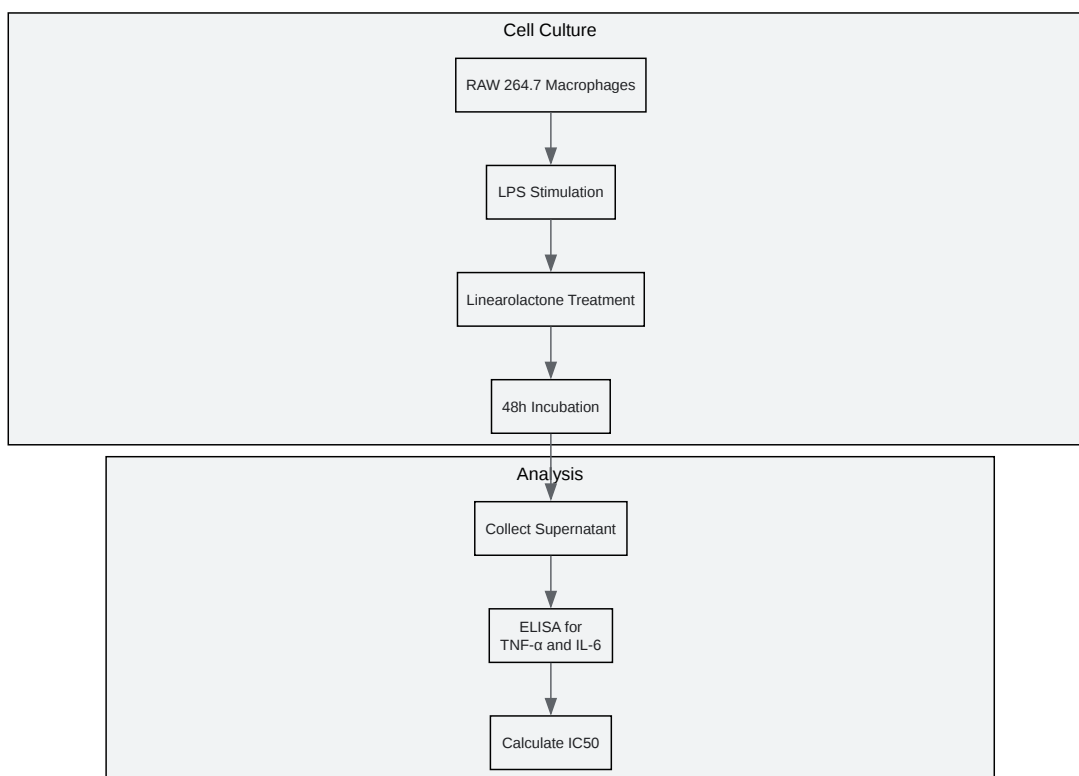 Cell Culture
RAW 264.7 Macrophages
LPS Stimulation
Linearolactone Treatment
48h Incubation
Analysis
Collect Supernatant
ELISA for
TNF-α and IL-6
Calculate IC50